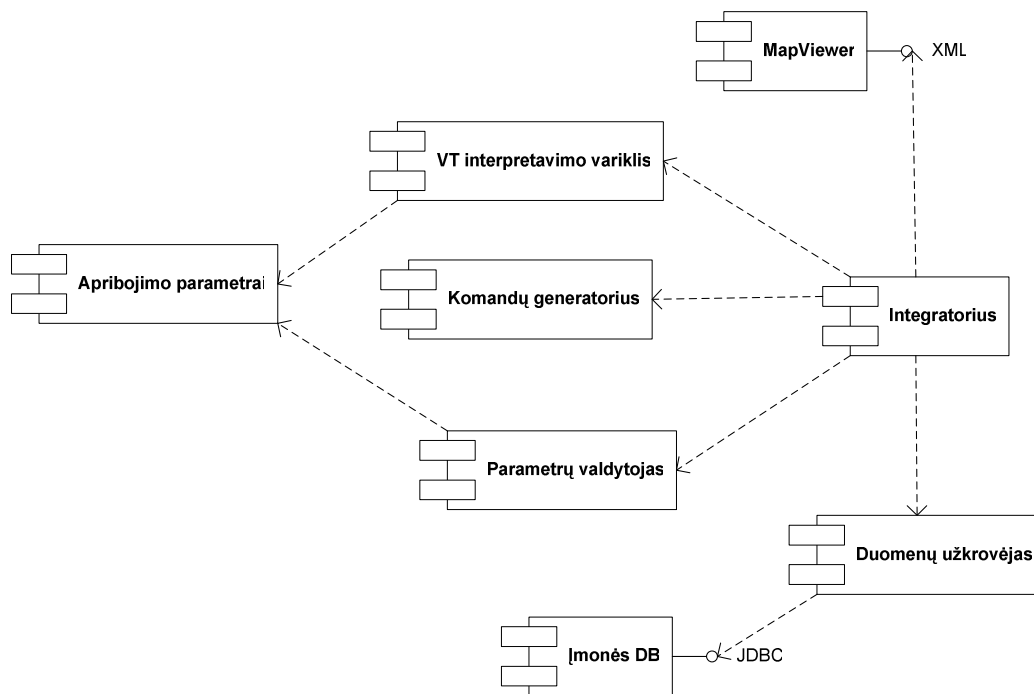 MapViewer
XML
VT interpretavimo variklis
Apribojimo parametrai
Komandų generatorius
Integratorius
Parametrų valdytojas
Duomenų užkrovėjas
Įmonės DB
JDBC